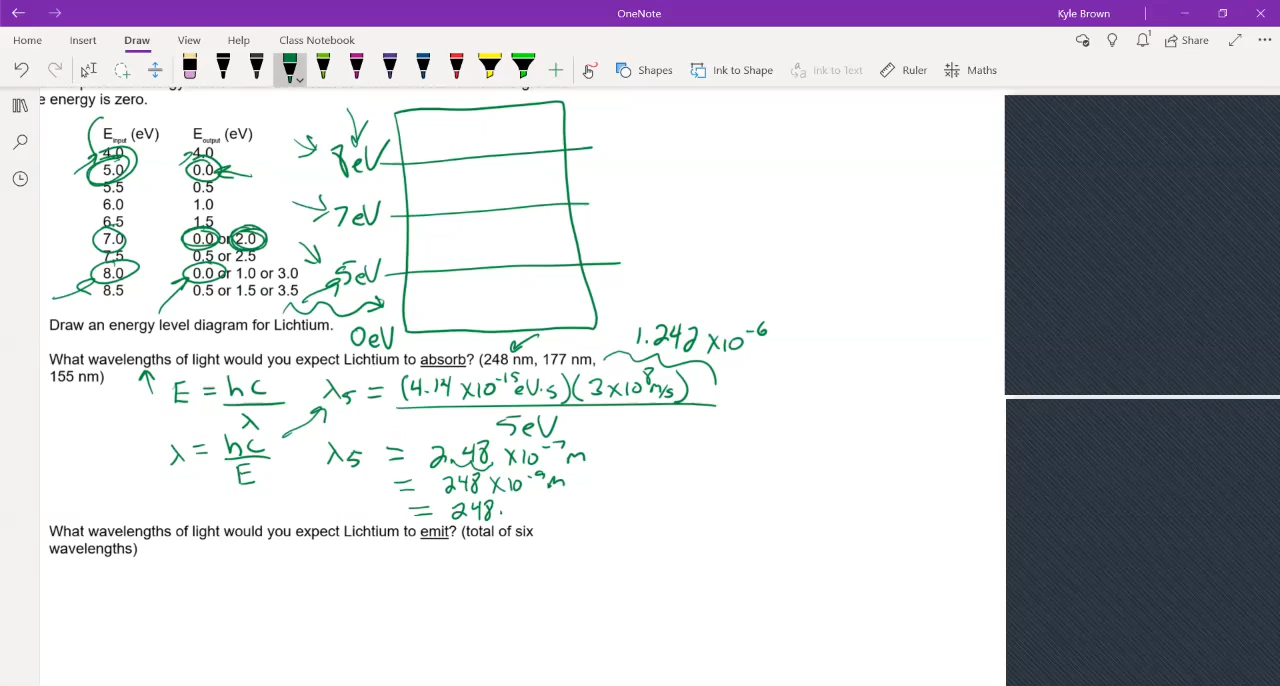 OneNote
Kyle Brown
Home Insert Draw View Help Class Notebook
Share
Shapes Ink to Shape Ink to Text Ruler Maths
e energy is zero.
E input (eV) E output (eV)
4.0 4.0
5.0 0.0
5.5 0.5
6.0 1.0
6.5 1.5
7.0 0.0 or 2.0
7.5 0.5 or 2.5
8.0 0.0 or 1.0 or 3.0
8.5 0.5 or 1.5 or 3.5
8eV
7eV
5eV
0eV
Draw an energy level diagram for Lichtium.
1.242 x10⁻⁶
What wavelengths of light would you expect Lichtium to absorb? (248 nm, 177 nm,
155 nm)
E = hc/λ
λ = hc/E
λ5 = (4.14 x10⁻¹⁵eV·s)(3x10⁸m/s)
5eV
λ5 = 2.48 x10⁻⁷m
= 248 x10⁻⁹m
= 248.
What wavelengths of light would you expect Lichtium to emit? (total of six
wavelengths)